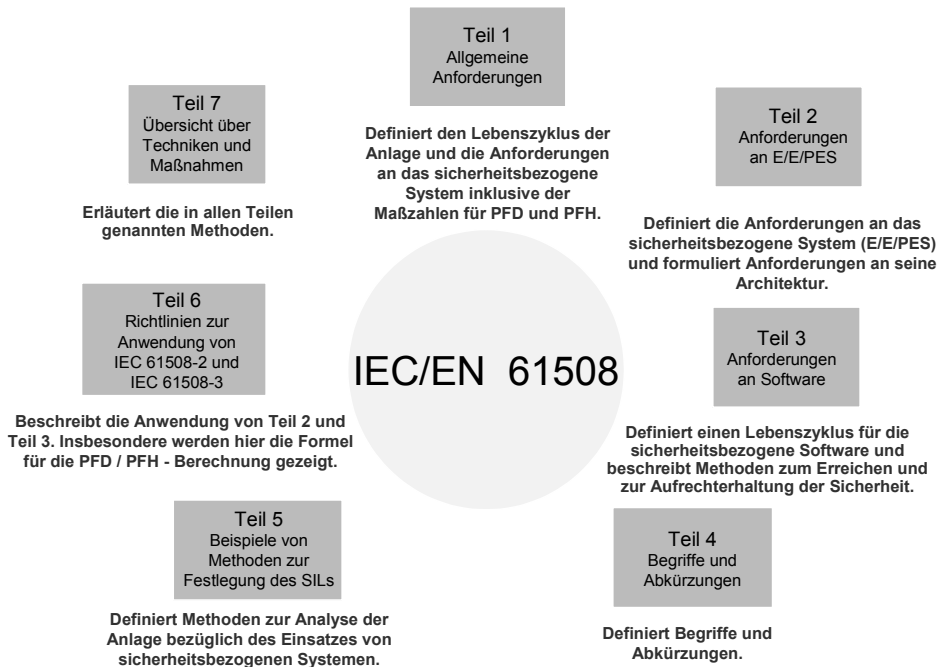 Teil 1
Allgemeine
Anforderungen
Definiert den Lebenszyklus der
Anlage und die Anforderungen
an das sicherheitsbezogene
System inklusive der
Maßzahlen für PFD und PFH.
Teil 2
Anforderungen
an E/E/PES
Definiert die Anforderungen an das
sicherheitsbezogene System (E/E/PES)
und formuliert Anforderungen an seine
Architektur.
Teil 3
Anforderungen
an Software
Definiert einen Lebenszyklus für die
sicherheitsbezogene Software und
beschreibt Methoden zum Erreichen und
zur Aufrechterhaltung der Sicherheit.
Teil 4
Begriffe und
Abkürzungen
Definiert Begriffe und
Abkürzungen.
Teil 5
Beispiele von
Methoden zur
Festlegung des SILs
Definiert Methoden zur Analyse der
Anlage bezüglich des Einsatzes von
sicherheitsbezogenen Systemen.
Teil 6
Richtlinien zur
Anwendung von
IEC 61508-2 und
IEC 61508-3
Beschreibt die Anwendung von Teil 2 und
Teil 3. Insbesondere werden hier die Formel
für die PFD / PFH - Berechnung gezeigt.
Teil 7
Übersicht über
Techniken und
Maßnahmen
Erläutert die in allen Teilen
genannten Methoden.
IEC/EN 61508